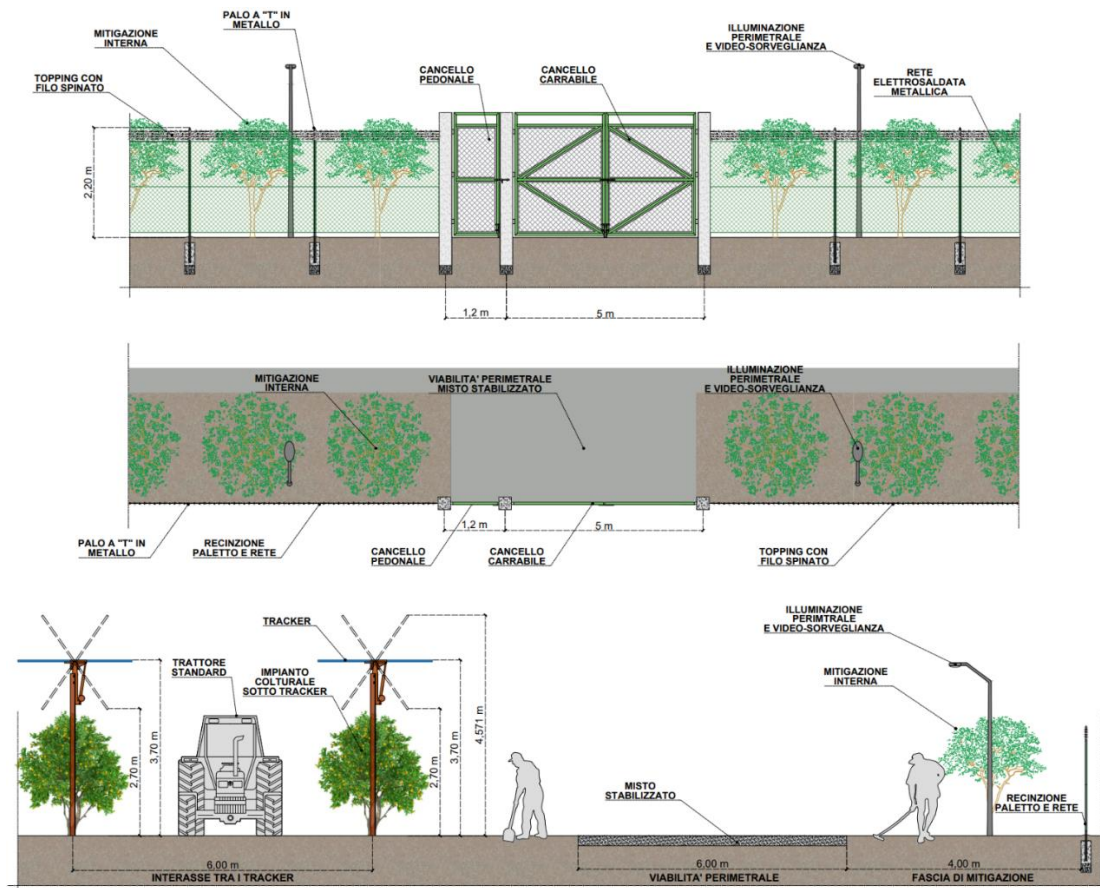 PALO A "T" IN
METALLO
MITIGAZIONE
INTERNA
TOPPING CON
FILO SPINATO
CANCELLO
PEDONALE
CANCELLO
CARRABILE
ILLUMINAZIONE
PERIMETRALE
E VIDEO-SORVEGLIANZA
RETE
ELETTROSALDATA
METALLICA
2,20 m
1,2 m
5 m
MITIGAZIONE
INTERNA
VIABILITA' PERIMETRALE
MISTO STABILIZZATO
ILLUMINAZIONE
PERIMETRALE
E VIDEO-SORVEGLIANZA
1,2 m
5 m
PALO A "T" IN
METALLO
RECINZIONE
PALETTO E RETE
CANCELLO
PEDONALE
CANCELLO
CARRABILE
TOPPING CON
FILO SPINATO
TRACKER
TRATTORE
STANDARD
IMPIANTO
COLTURALE
SOTTO TRACKER
2,70 m
3,70 m
2,70 m
3,70 m
4,571 m
ILLUMINAZIONE
PERIMTRALE
E VIDEO-SORVEGLIANZA
MITIGAZIONE
INTERNA
MISTO
STABILIZZATO
RECINZIONE
PALETTO E RETE
6,00 m
INTERASSE TRA I TRACKER
6,00 m
VIABILITA' PERIMETRALE
4,00 m
FASCIA DI MITIGAZIONE